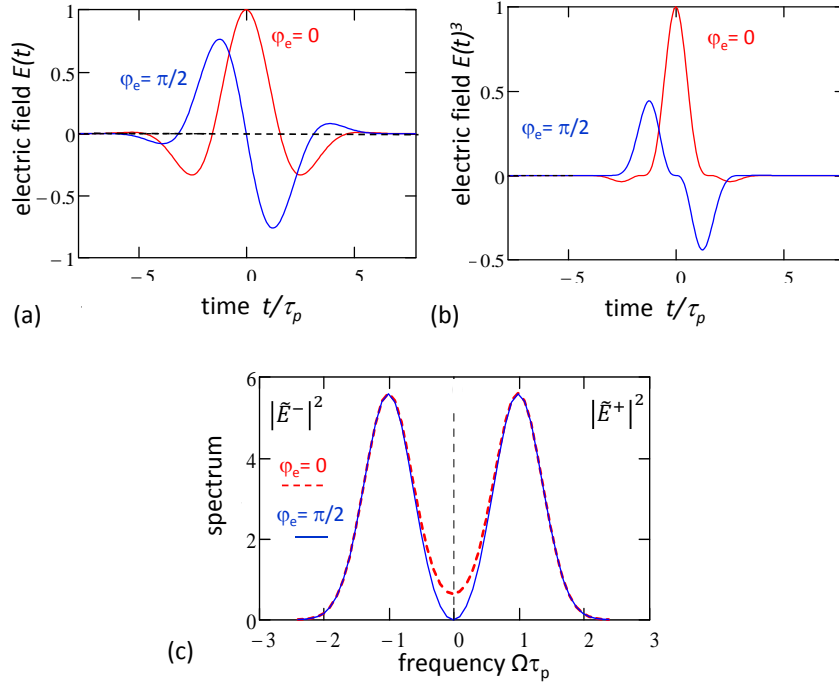 electric field E(t)
1
0.5
0
−0.5
−1
φₑ = 0
φₑ = π/2
−5
0
5
time t/τₚ
(a)
electric field E(t)³
1
0.5
0
−0.5
φₑ = 0
φₑ = π/2
−5
0
5
time t/τₚ
(b)
spectrum
6
4
2
0
|Ẽ⁻|²
|Ẽ⁺|²
φₑ = 0
φₑ = π/2
−3
−2
−1
0
1
2
3
frequency Ωτₚ
(c)